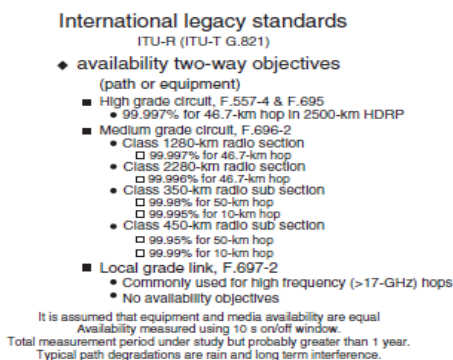 International legacy standards
ITU-R (ITU-T G.821)
◆ availability two-way objectives
(path or equipment)
■ High grade circuit, F.557-4 & F.695
• 99.997% for 46.7-km hop in 2500-km HDRP
■ Medium grade circuit, F.696-2
• Class 1280-km radio section
□ 99.997% for 46.7-km hop
• Class 2280-km radio section
□ 99.996% for 46.7-km hop
• Class 350-km radio sub section
□ 99.98% for 50-km hop
□ 99.995% for 10-km hop
• Class 450-km radio sub section
□ 99.95% for 50-km hop
□ 99.99% for 10-km hop
■ Local grade link, F.697-2
• Commonly used for high frequency (>17-GHz) hops
• No availability objectives
It is assumed that equipment and media availability are equal
Availability measured using 10 s on/off window.
Total measurement period under study but probably greater than 1 year.
Typical path degradations are rain and long term interference.